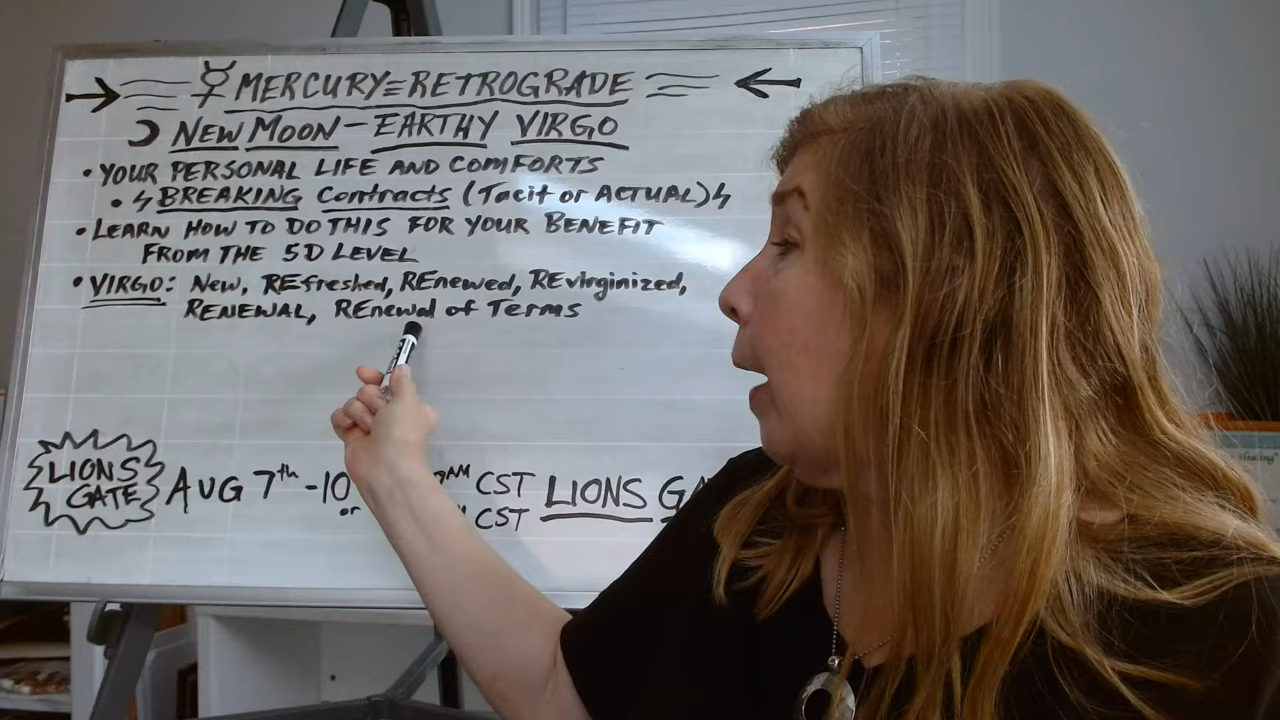 ☿ MERCURY = RETROGRADE
NEW MOON - EARTHY VIRGO
• YOUR PERSONAL LIFE AND COMFORTS
• BREAKING Contracts (Tacit or ACTUAL)
• LEARN HOW TO DO THIS FOR YOUR BENEFIT
FROM THE 5D LEVEL
• VIRGO: New, REfreshed, REnewed, REvirginized,
RENEWAL, REnewal of Terms
LIONS
GATE
AUG 7th - 10 AM CST LIONS
or CST